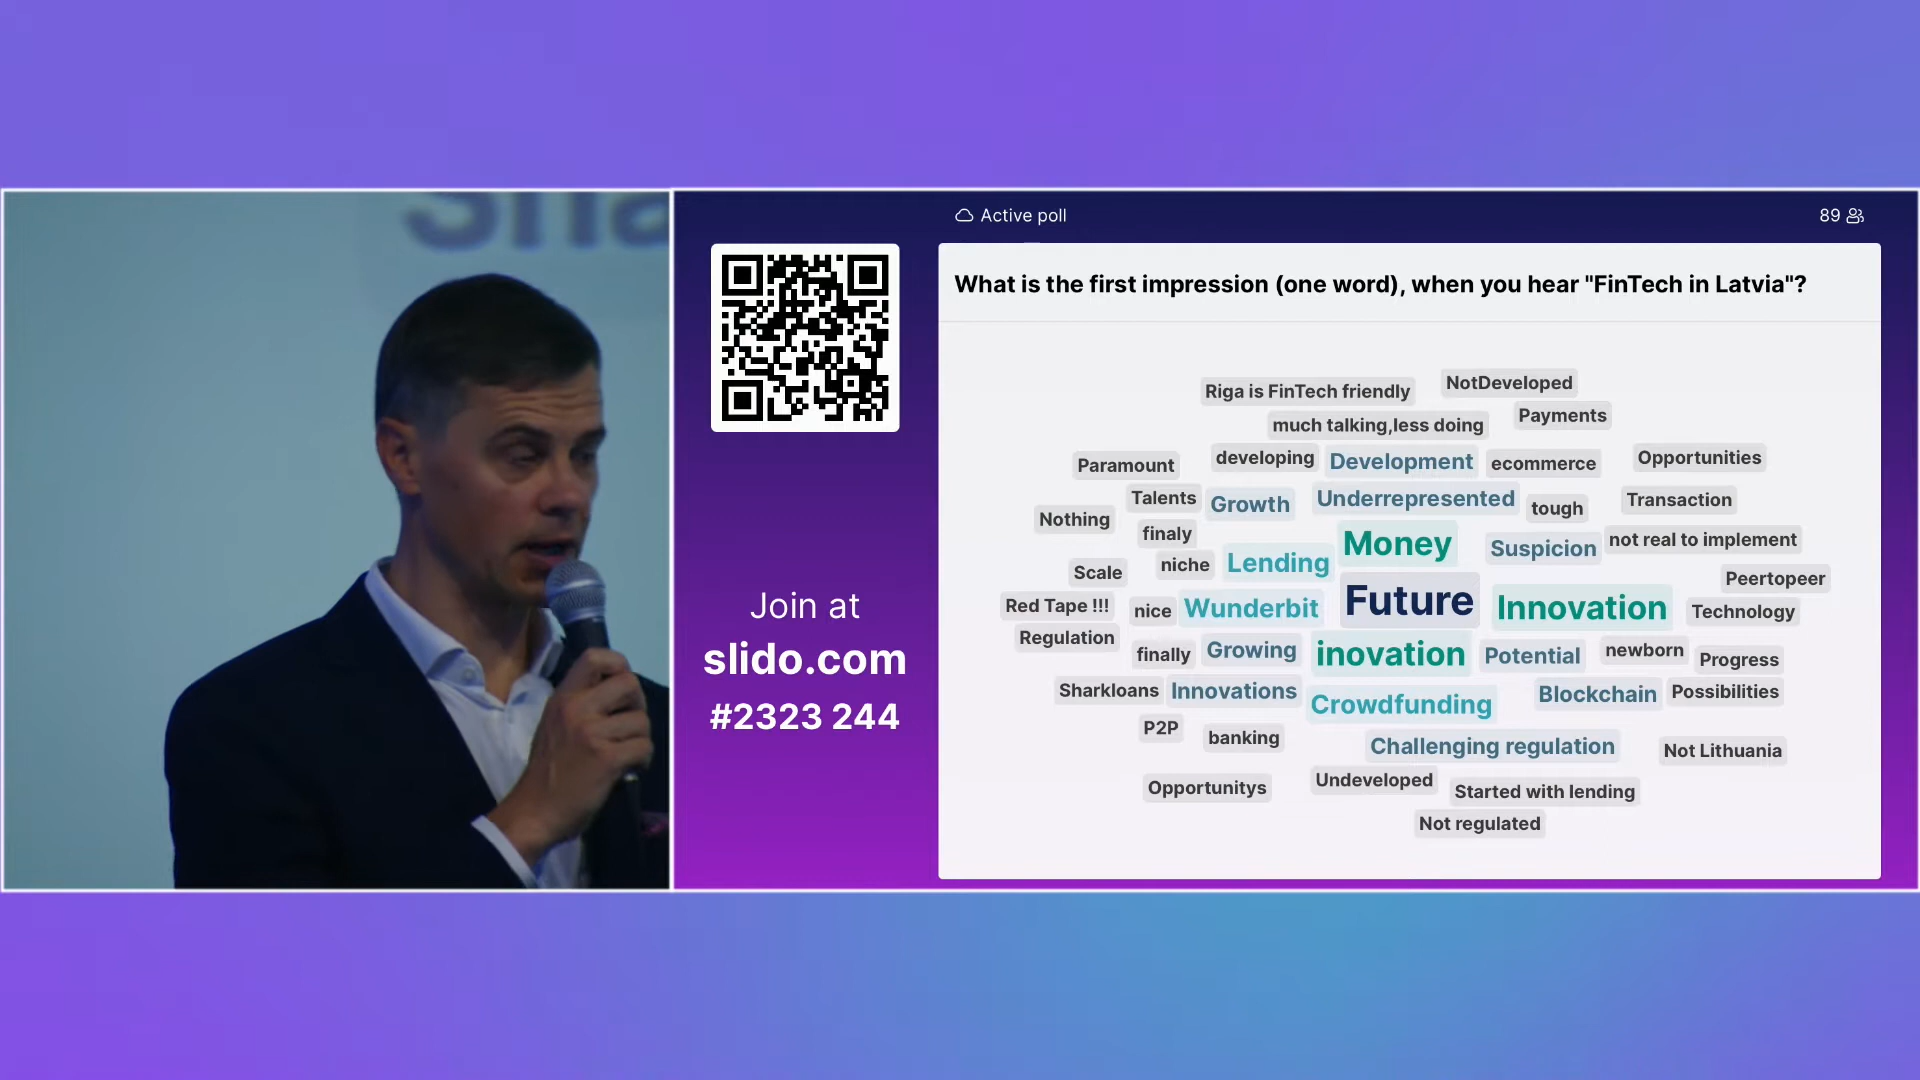 Active poll
89
What is the first impression (one word), when you hear "FinTech in Latvia"?
Join at
slido.com
#2323 244
Riga is FinTech friendly
NotDeveloped
much talking,less doing
Payments
Paramount
developing
Development
ecommerce
Opportunities
Talents
Growth
Underrepresented
tough
Transaction
Nothing
finaly
Money
Suspicion
not real to implement
Scale
niche
Lending
Peertopeer
Red Tape !!!
nice
Wunderbit
Future
Innovation
Technology
Regulation
finally
Growing
inovation
Potential
newborn
Progress
Sharkloans
Innovations
Crowdfunding
Blockchain
Possibilities
P2P
banking
Challenging regulation
Not Lithuania
Opportunitys
Undeveloped
Started with lending
Not regulated